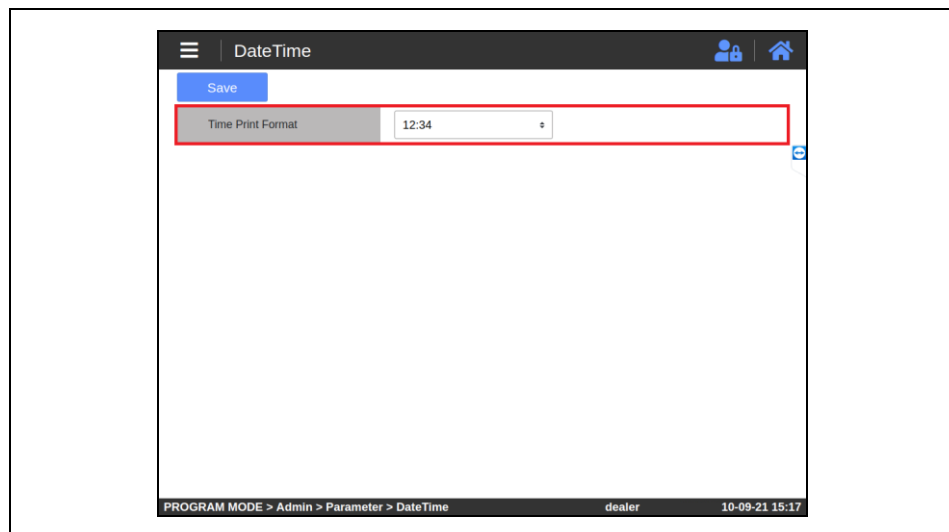 DateTime
Save
Time Print Format 12:34
PROGRAM MODE > Admin > Parameter > DateTime dealer 10-09-21 15:17